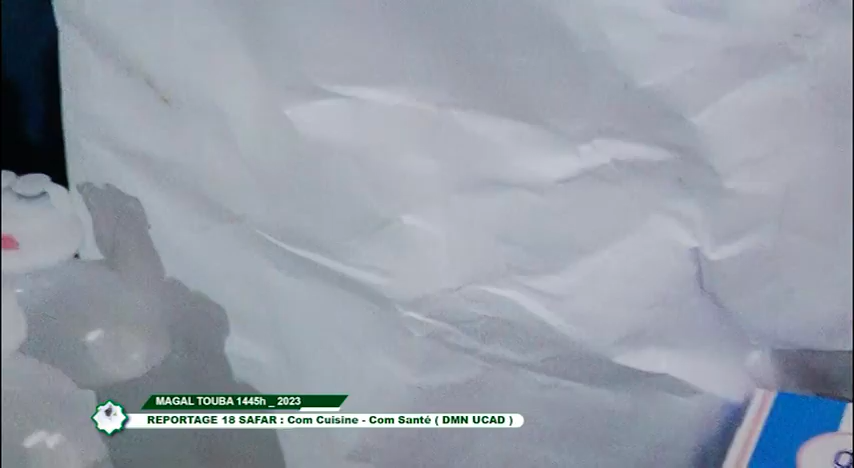 MAGAL TOUBA 1445h _ 2023
REPORTAGE 18 SAFAR : Com Cuisine - Com Santé ( DMN UCAD )